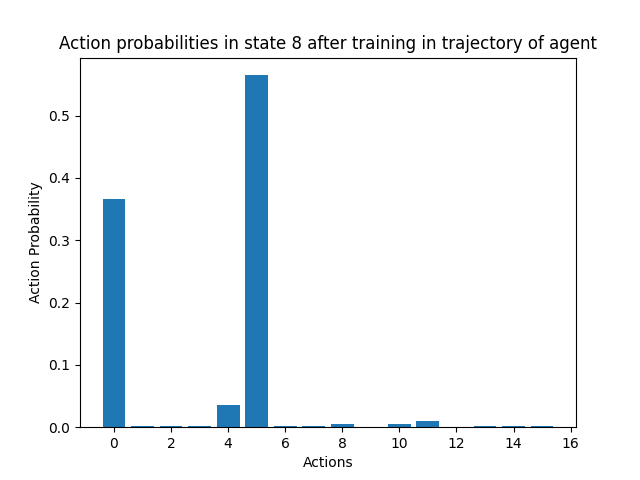 Action probabilities in state 8 after training in trajectory of agent
Action Probability
0.5
0.4
0.3
0.2
0.1
0.0
0 2 4 6 8 10 12 14 16
Actions